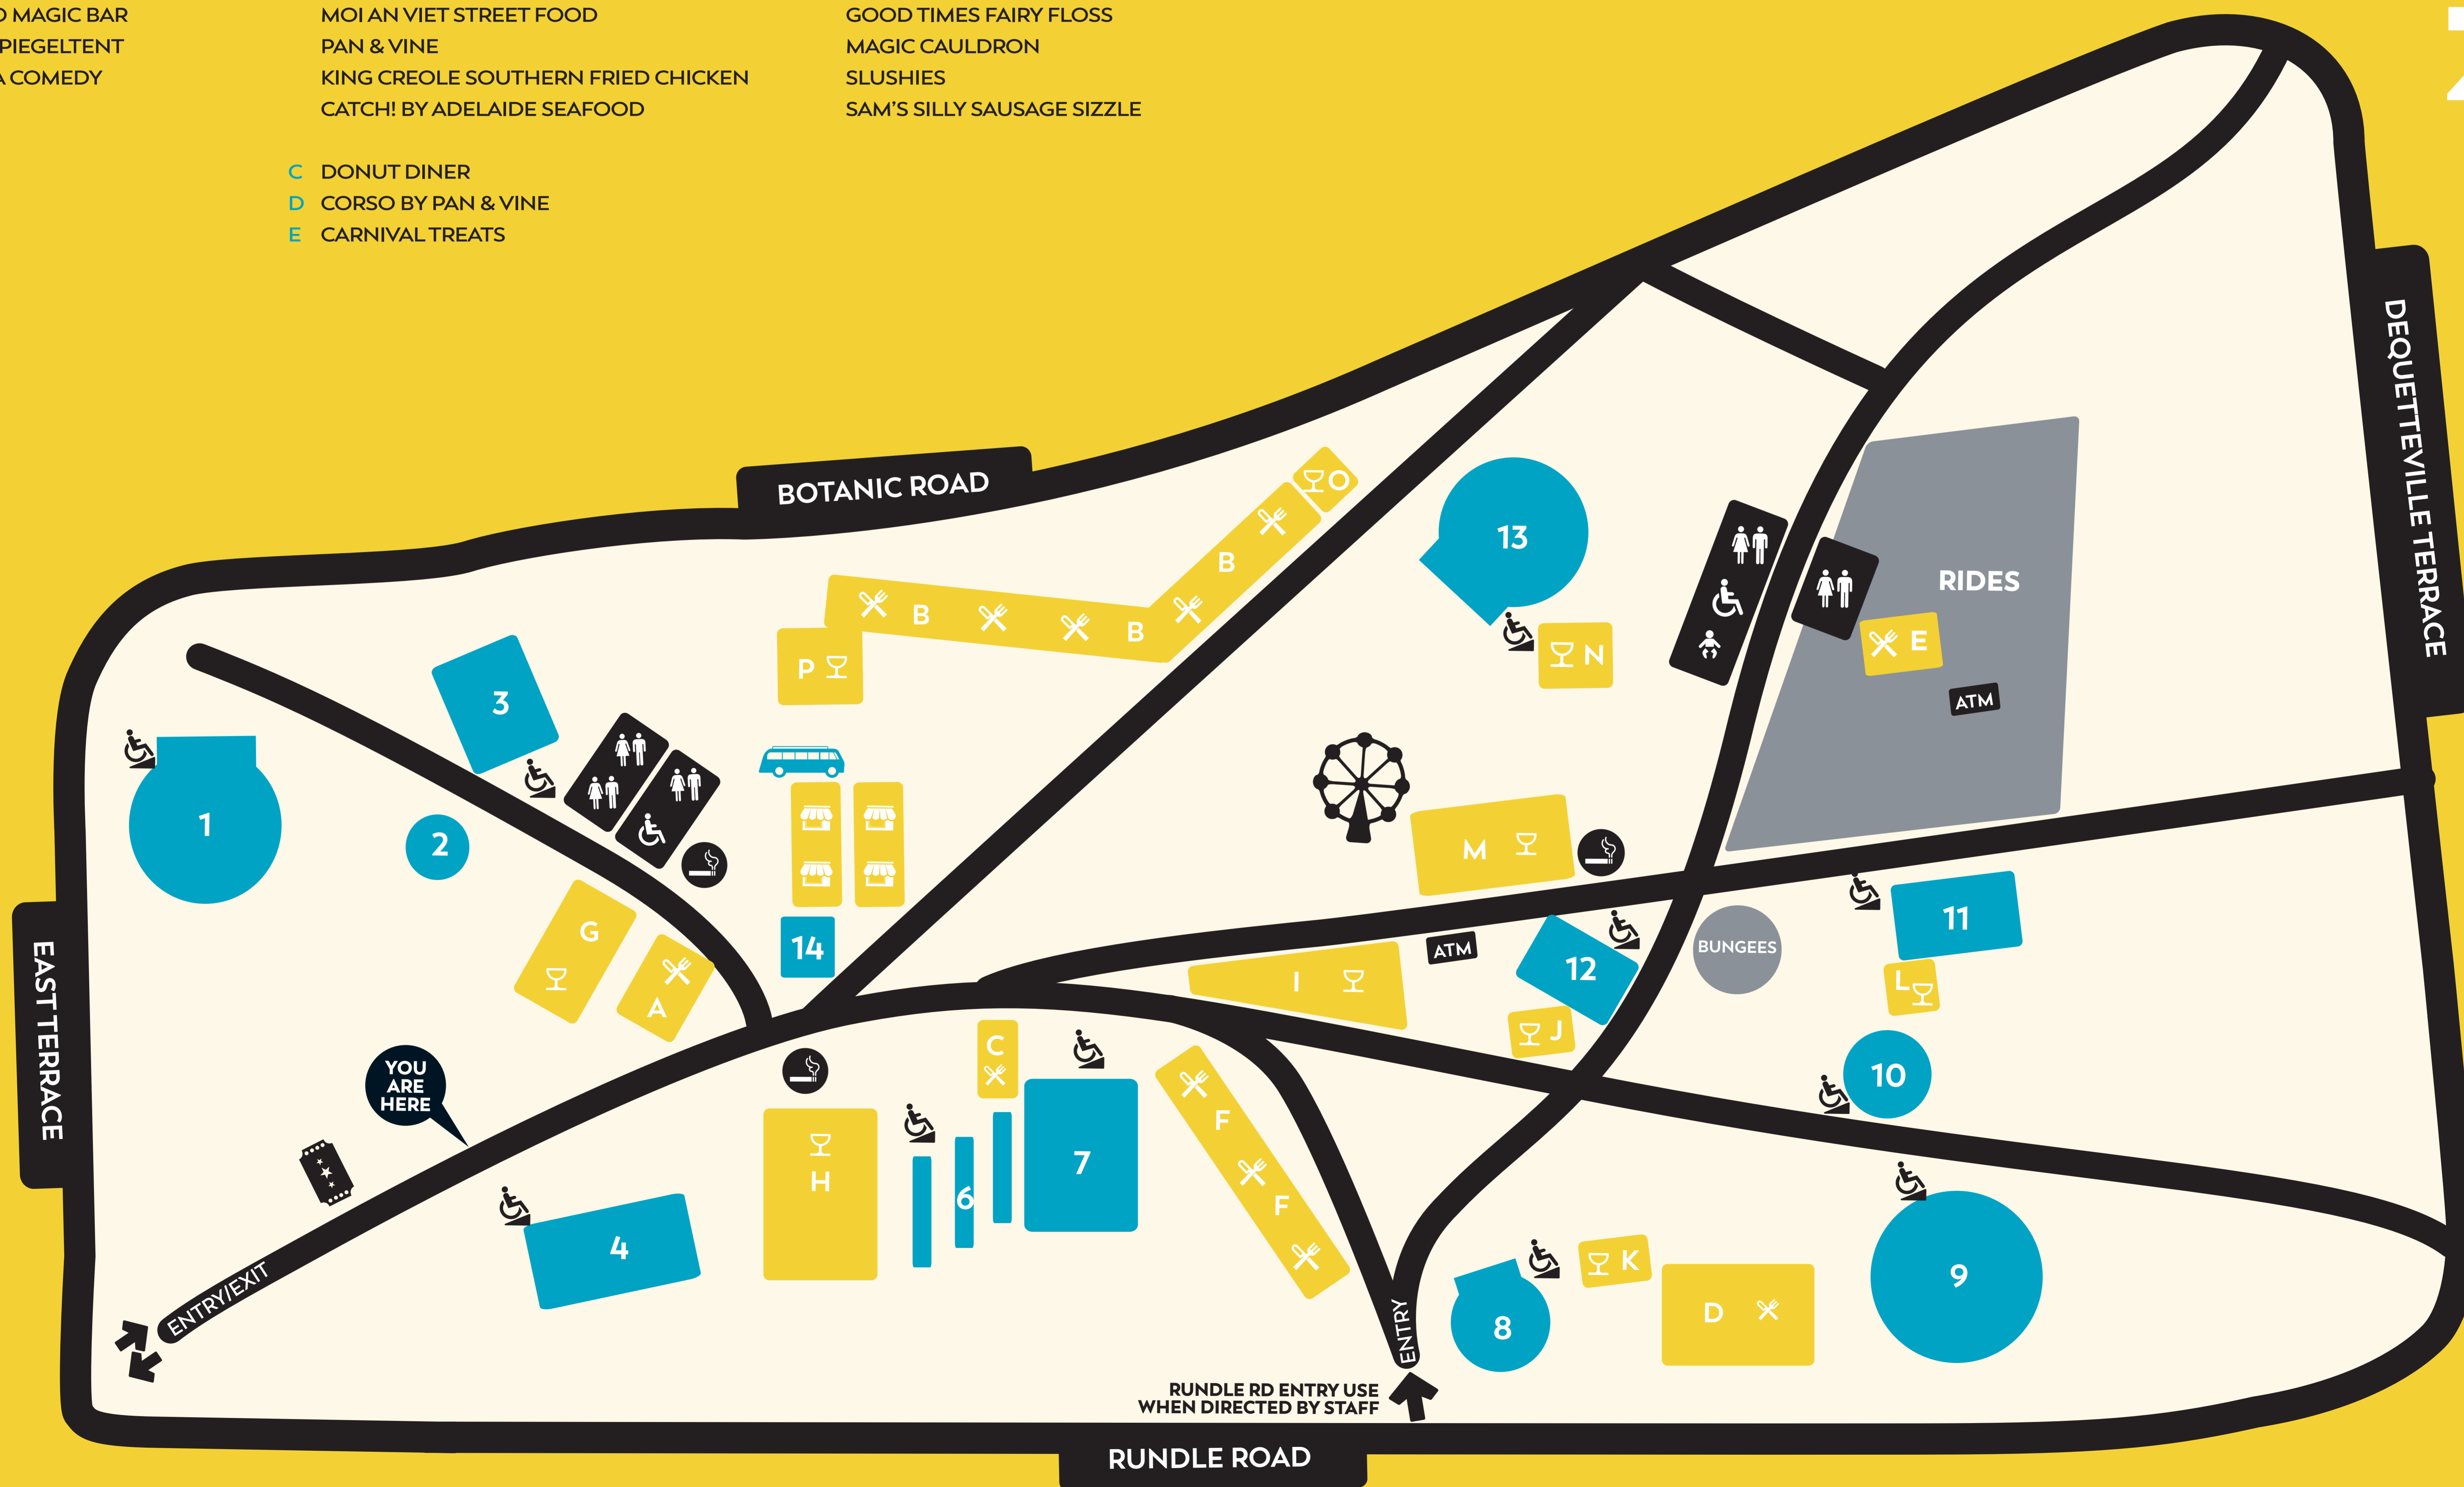 MAGIC BAR
PIEGELTENT
A COMEDY
MOI AN VIET STREET FOOD
PAN & VINE
KING CREOLE SOUTHERN FRIED CHICKEN
CATCH! BY ADELAIDE SEAFOOD
C DONUT DINER
D CORSO BY PAN & VINE
E CARNIVAL TREATS
GOOD TIMES FAIRY FLOSS
MAGIC CAULDRON
SLUSHIES
SAM'S SILLY SAUSAGE SIZZLE
BOTANIC ROAD
DEQUETTEVILLE TERRACE
O
B
13
B
B
RIDES
E
P
N
ATM
3
1
2
M
G
14
A
I
ATM
12
BUNGEES
11
L
J
10
EAST TERRACE
YOU
ARE
HERE
C
H
6
7
F
F
4
9
K
D
8
ENTRY/EXIT
ENTRY
RUNDLE RD ENTRY USE
WHEN DIRECTED BY STAFF
RUNDLE ROAD